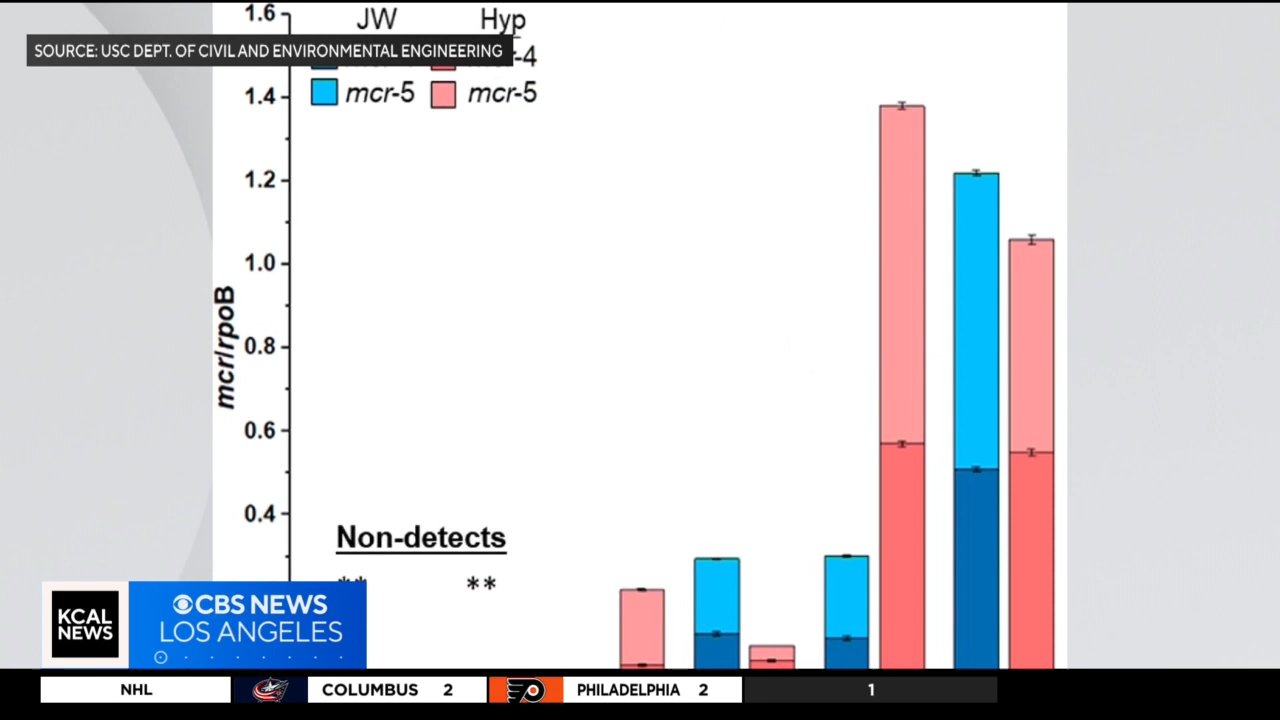 1.6
JW Hyp
SOURCE: USC DEPT. OF CIVIL AND ENVIRONMENTAL ENGINEERING
-4
1.4
mcr-5 mcr-5
1.2
1.0
mcr/rpoB
0.8
0.6
0.4
Non-detects
** **
KCAL NEWS
CBS NEWS
LOS ANGELES
NHL COLUMBUS 2 PHILADELPHIA 2 1